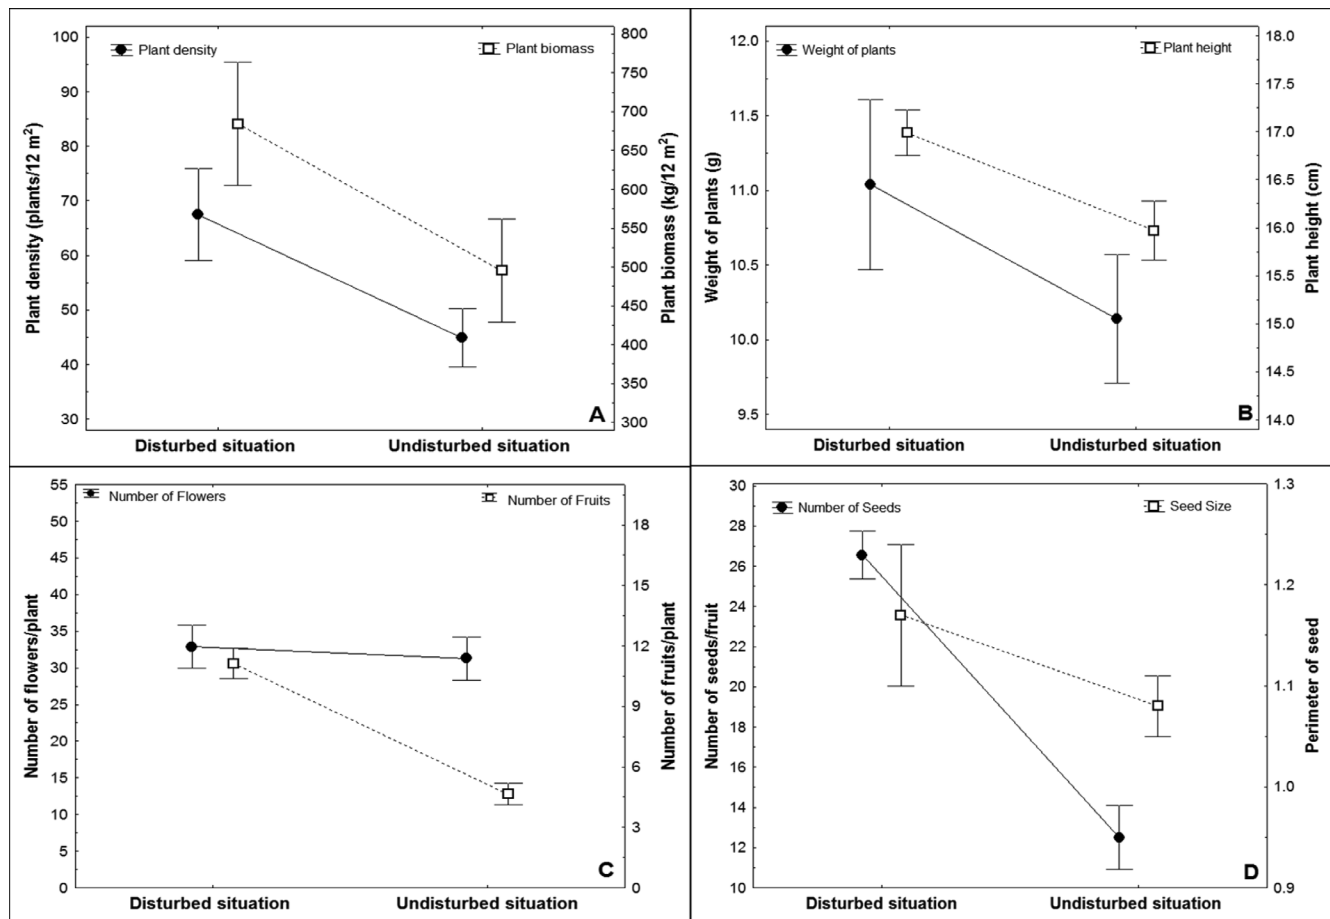 Plant density
Plant biomass
Plant density (plants/12 m²)
100
90
80
70
60
50
40
30
Plant biomass (kg/12 m²)
800
750
700
650
600
550
500
450
400
350
300
A
Disturbed situation
Undisturbed situation
Weight of plants
Plant height
Weight of plants (g)
12.0
11.5
11.0
10.5
10.0
9.5
Plant height (cm)
18.0
17.5
17.0
16.5
16.0
15.5
15.0
14.5
14.0
B
Disturbed situation
Undisturbed situation
Number of Flowers
Number of Fruits
Number of flowers/plant
55
50
45
40
35
30
25
20
15
10
5
0
Number of fruits/plant
18
15
12
9
6
3
0
C
Disturbed situation
Undisturbed situation
Number of Seeds
Seed Size
Number of seeds/fruit
30
28
26
24
22
20
18
16
14
12
10
Perimeter of seed
1.3
1.2
1.1
1.0
0.9
D
Disturbed situation
Undisturbed situation